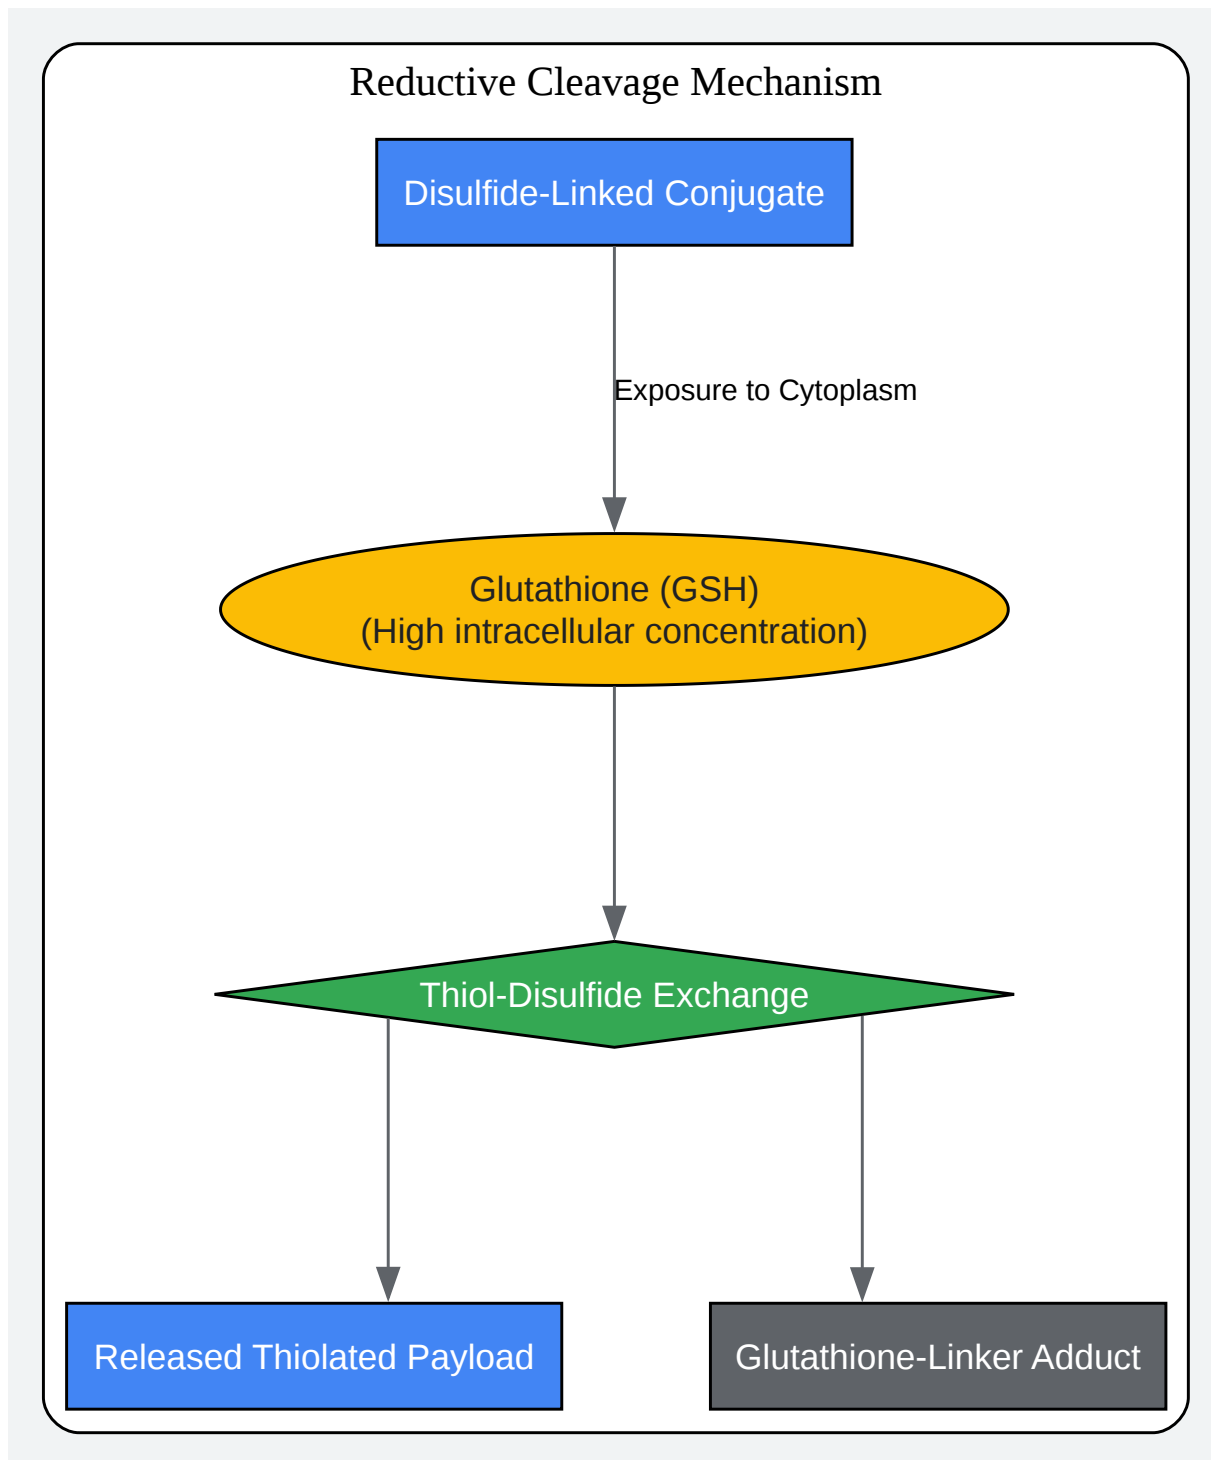 Reductive Cleavage Mechanism
Disulfide-Linked Conjugate
Exposure to Cytoplasm
Glutathione (GSH)
(High intracellular concentration)
Thiol-Disulfide Exchange
Released Thiolated Payload
Glutathione-Linker Adduct